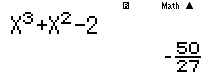 R Math ▲
x³+x²-2
-50/27